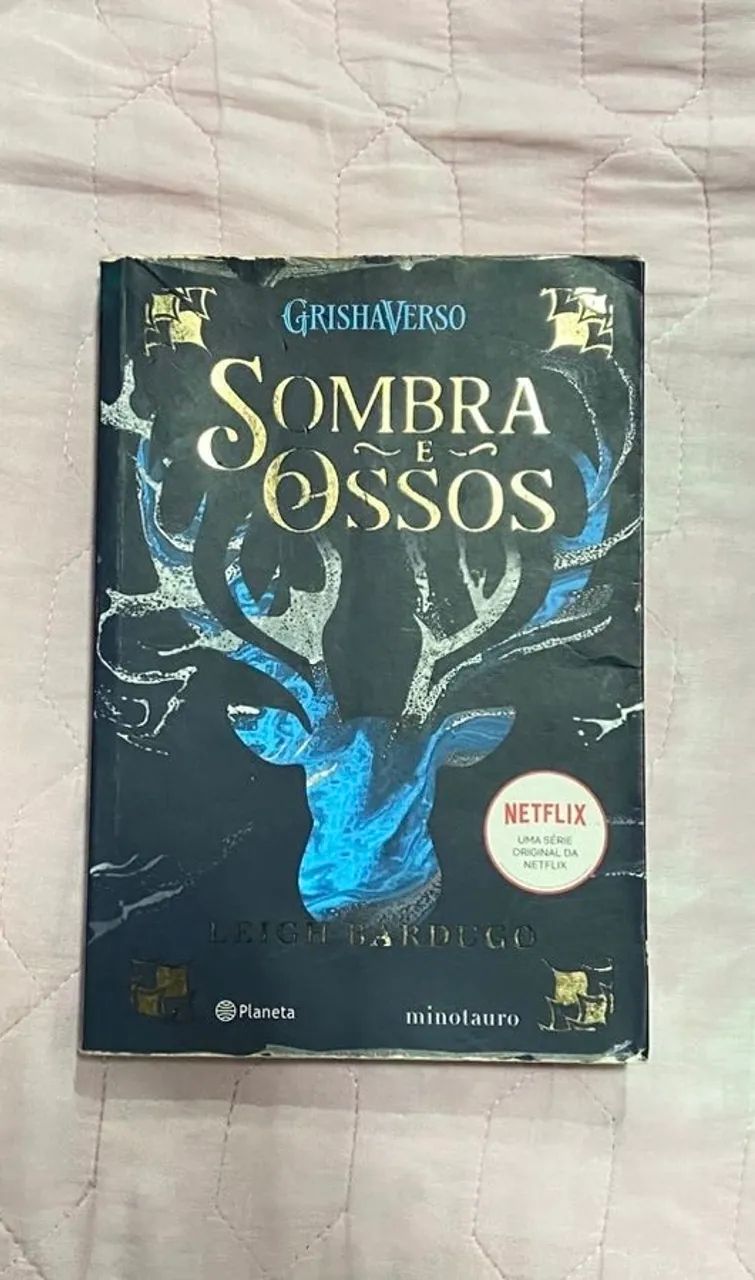 GRISHAVERSO
SOMBRA
E
OSSOS
NETFLIX
UMA SÉRIE
ORIGINAL DA
NETFLIX
LEIGH BARDUGO
Planeta
minotauro